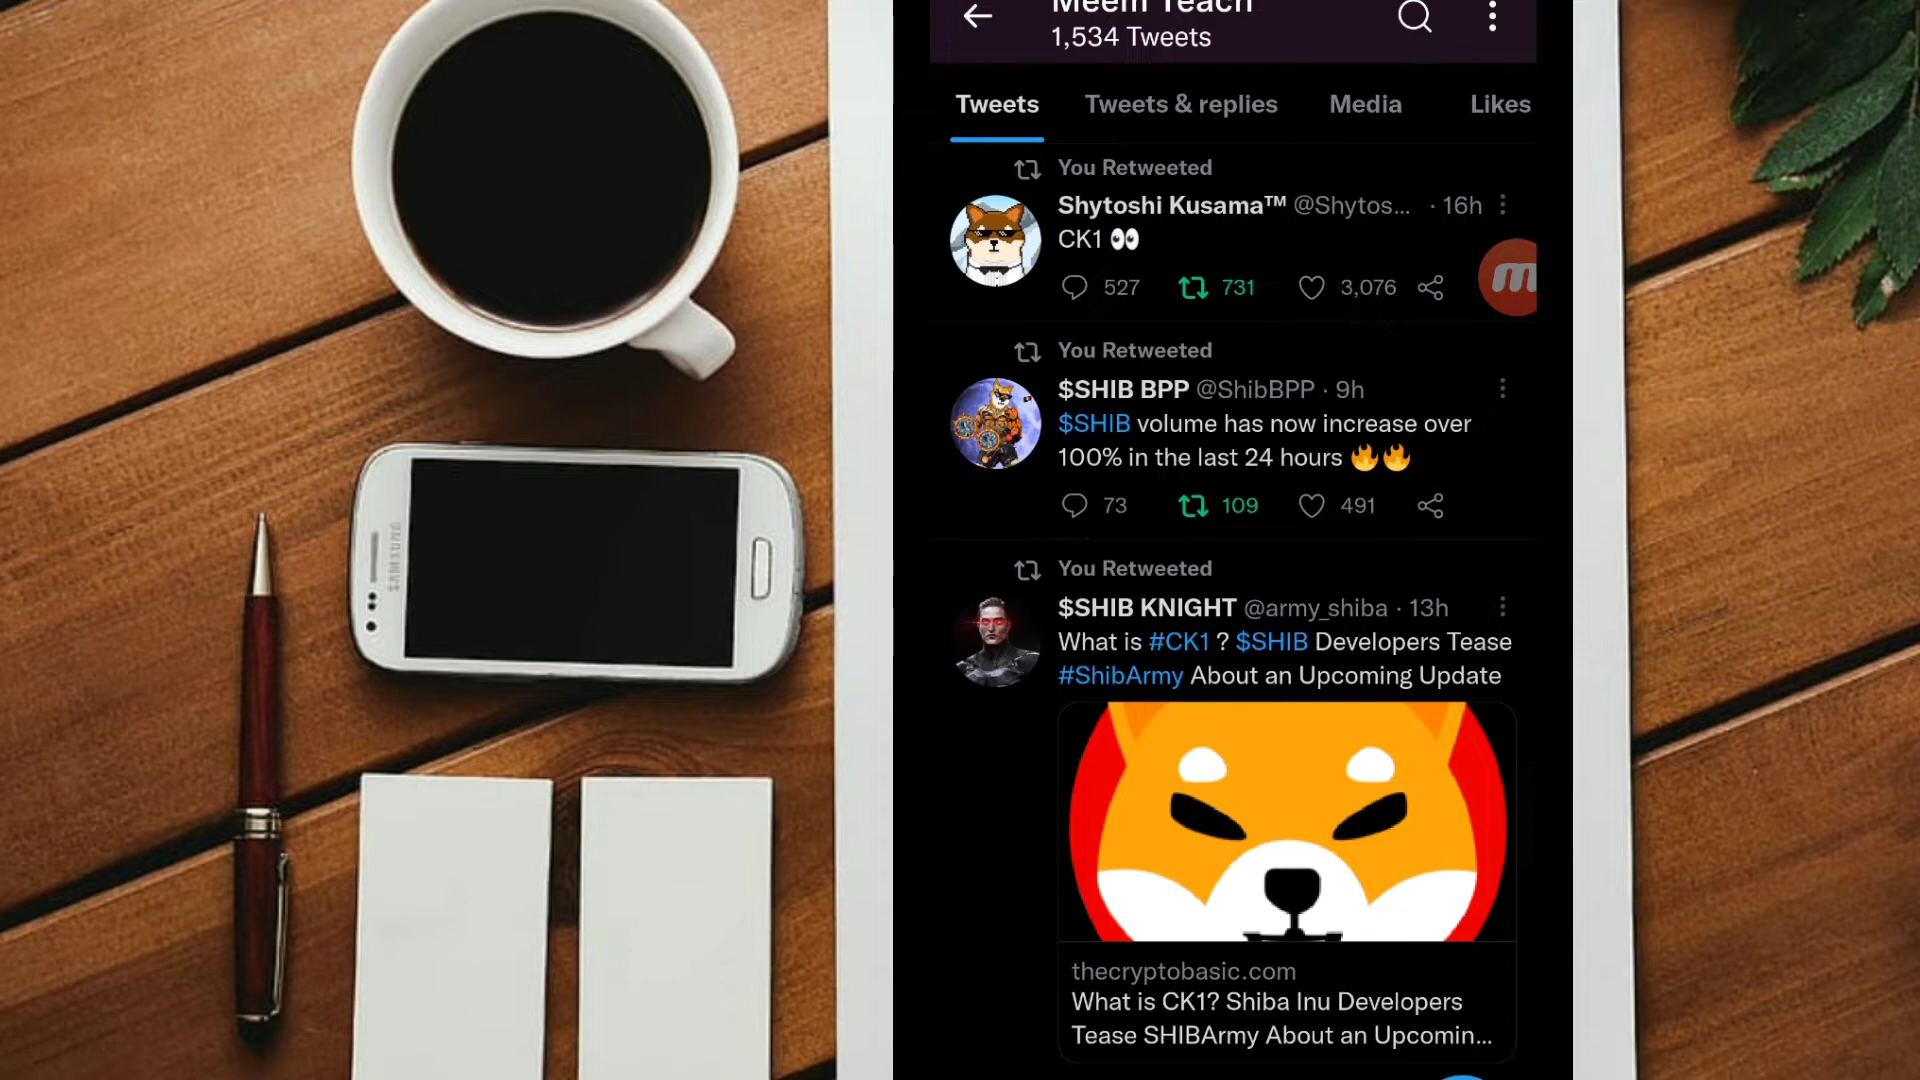 Meem Teach
1,534 Tweets
Tweets Tweets & replies Media Likes
You Retweeted
Shytoshi Kusama™ @Shytos... · 16h
CK1 👀
527 731 3,076
m
You Retweeted
$SHIB BPP @ShibBPP · 9h
$SHIB volume has now increase over
100% in the last 24 hours 🔥🔥
73 109 491
You Retweeted
$SHIB KNIGHT @army_shiba · 13h
What is #CK1 ? $SHIB Developers Tease
#ShibArmy About an Upcoming Update
thecryptobasic.com
What is CK1? Shiba Inu Developers
Tease SHIBArmy About an Upcomin...
SAMSUNG